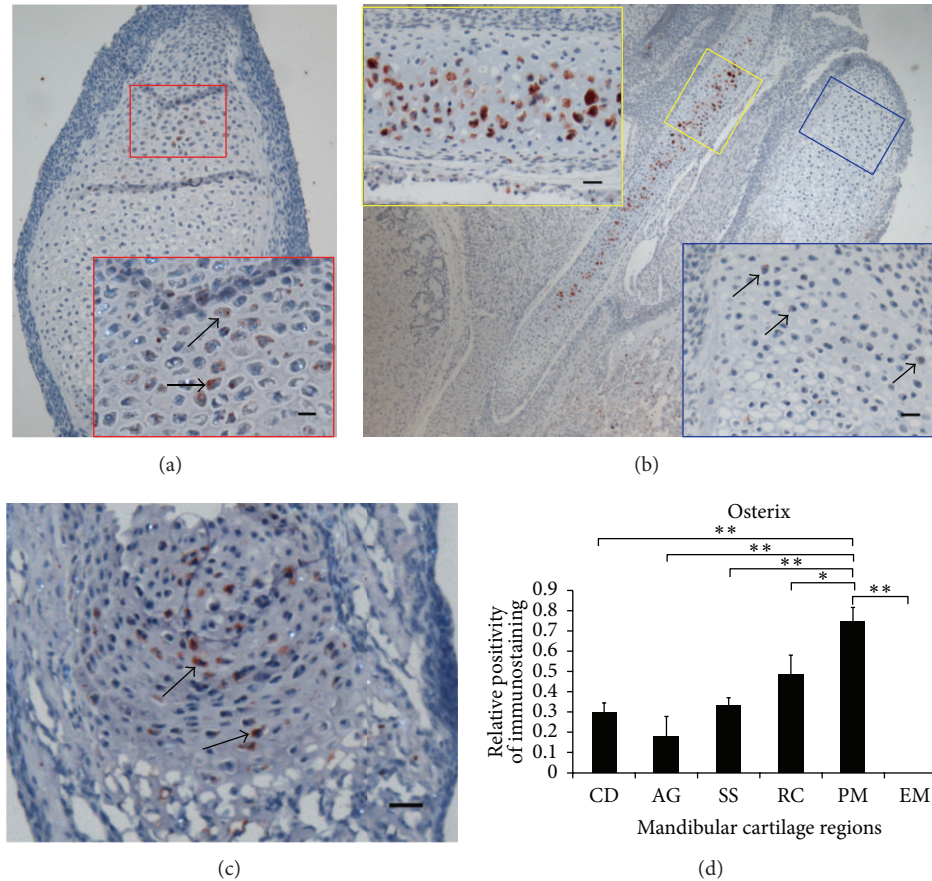 (a)
(b)
(c)
Osterix
**
**
**
*
**
Relative positivity
of immunostaining
0.9
0.8
0.7
0.6
0.5
0.4
0.3
0.2
0.1
0
CD AG SS RC PM EM
Mandibular cartilage regions
(d)